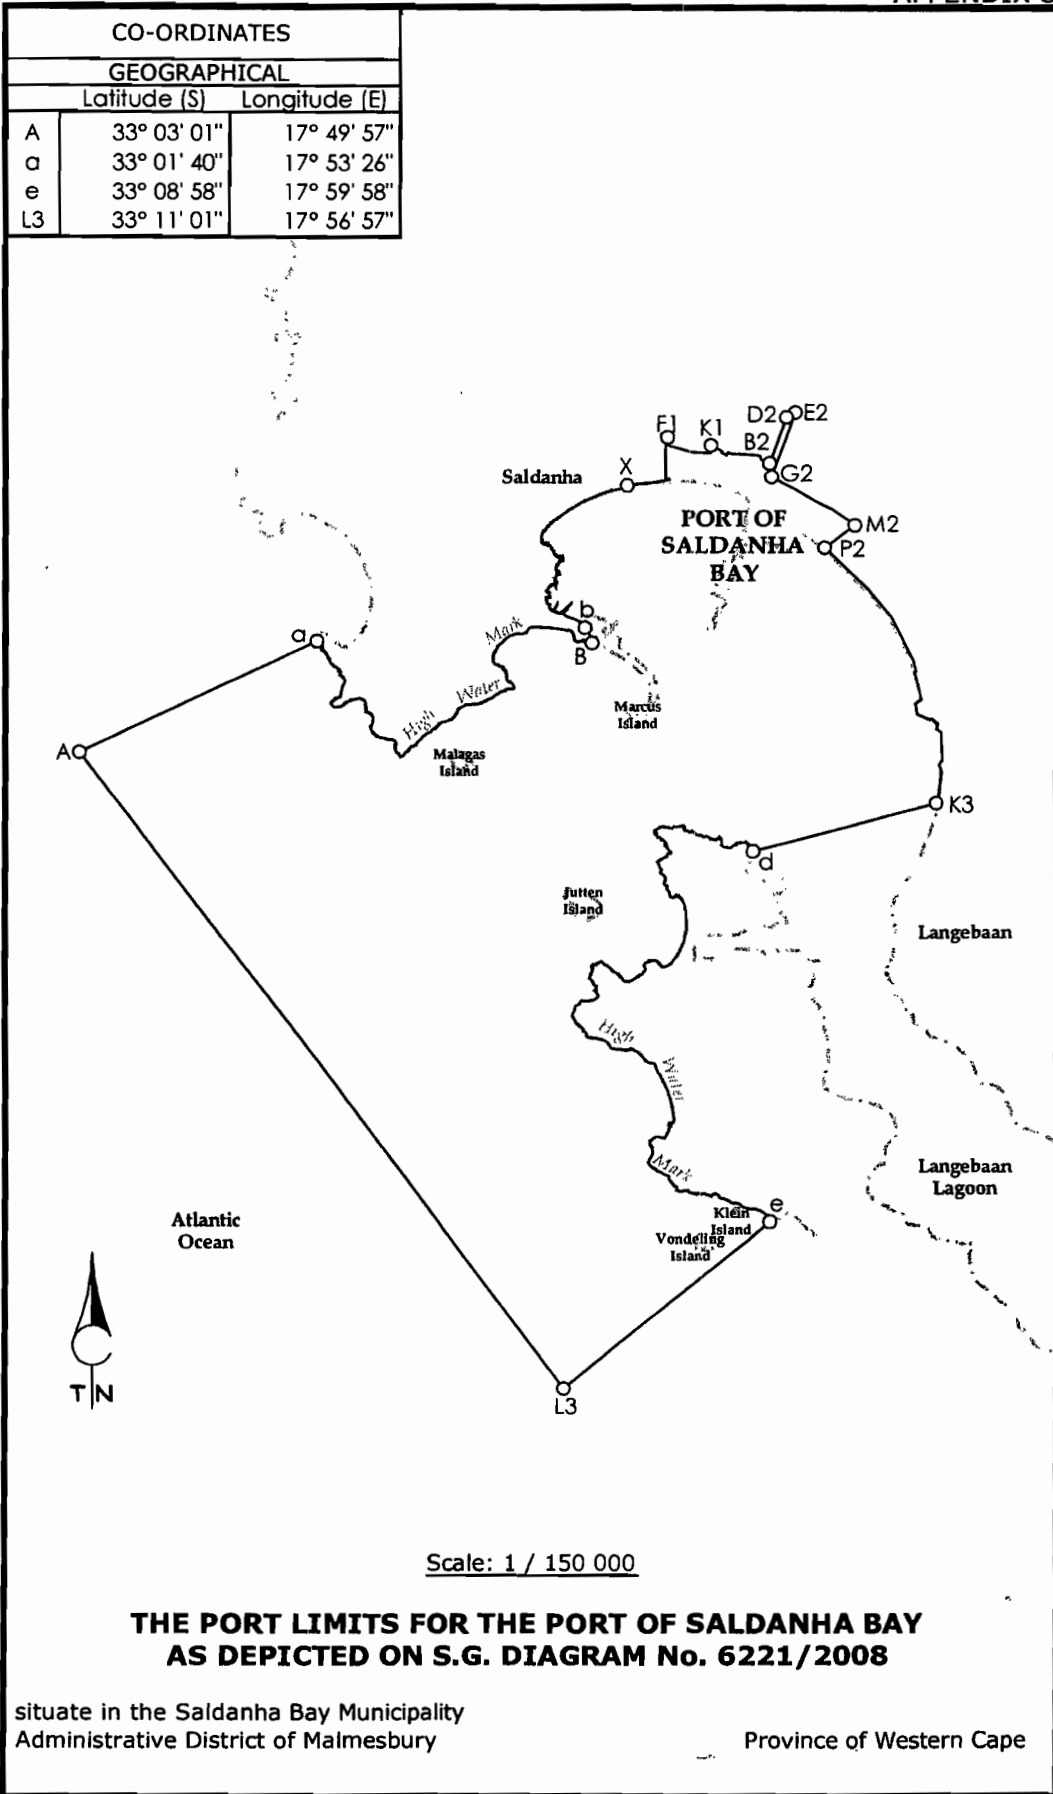 CO-ORDINATES
GEOGRAPHICAL
Latitude (S) Longitude (E)
A 33° 03' 01" 17° 49' 57"
a 33° 01' 40" 17° 53' 26"
e 33° 08' 58" 17° 59' 58"
L3 33° 11' 01" 17° 56' 57"
D2
E2
F1
K1
B2
G2
X
Saldanha
M2
PORT OF
SALDANHA
BAY
P2
b
B
a
Mark
Water
High
Marcus
Island
A
Malagas
Island
K3
d
Jutten
Island
Langebaan
High
Water
Mark
Langebaan
Lagoon
e
Klein
Island
Vondeling
Island
Atlantic
Ocean
T N
L3
Scale: 1 / 150 000
THE PORT LIMITS FOR THE PORT OF SALDANHA BAY
AS DEPICTED ON S.G. DIAGRAM No. 6221/2008
situate in the Saldanha Bay Municipality
Administrative District of Malmesbury
Province of Western Cape